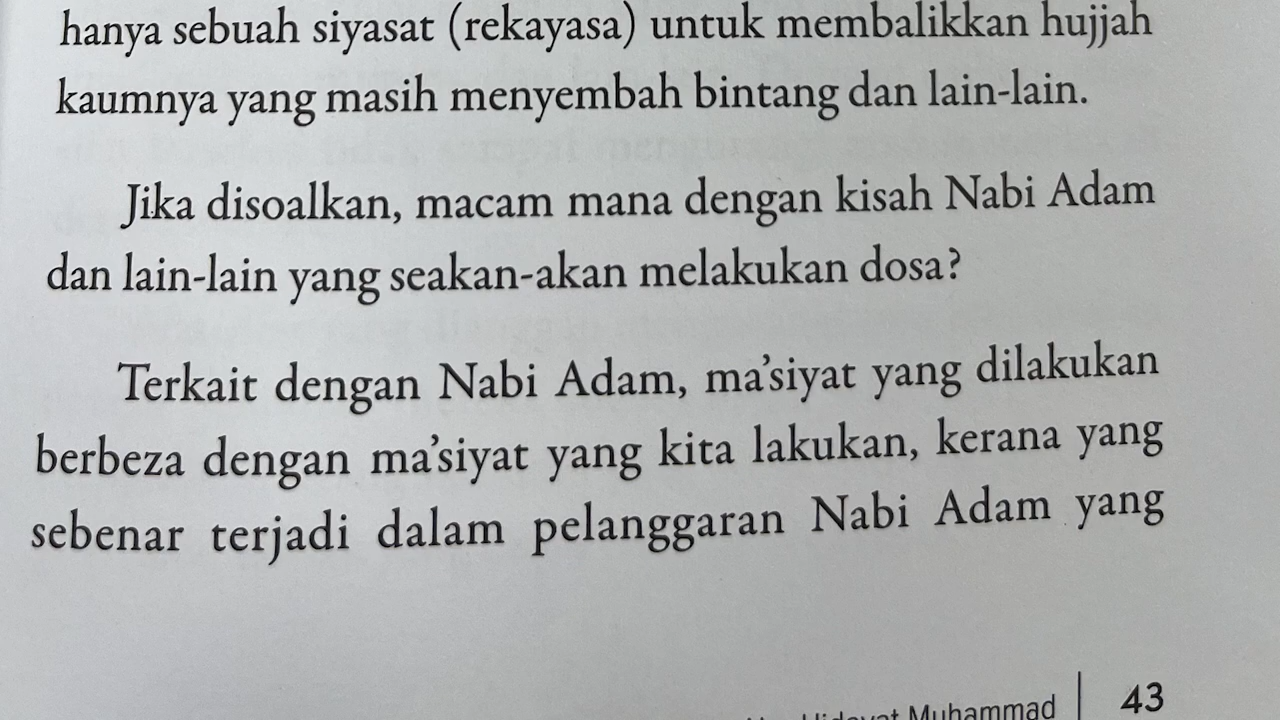 hanya sebuah siyasat (rekayasa) untuk membalikkan hujjah
kaumnya yang masih menyembah bintang dan lain-lain.
Jika disoalkan, macam mana dengan kisah Nabi Adam
dan lain-lain yang seakan-akan melakukan dosa?
Terkait dengan Nabi Adam, ma'siyat yang dilakukan
berbeza dengan ma'siyat yang kita lakukan, kerana yang
sebenar terjadi dalam pelanggaran Nabi Adam yang
Hidayat Muhammad | 43